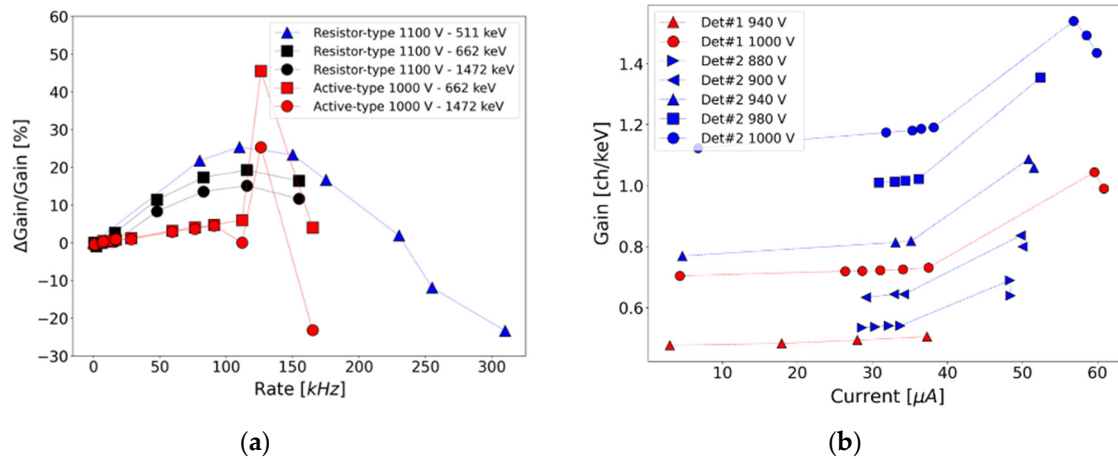 ΔGain/Gain [%]
60
50
40
30
20
10
0
−10
−20
−30
0
50
100
150
200
250
300
Rate [kHz]
Resistor-type 1100 V - 511 keV
Resistor-type 1100 V - 662 keV
Resistor-type 1100 V - 1472 keV
Active-type 1000 V - 662 keV
Active-type 1000 V - 1472 keV
(a)
Gain [ch/keV]
1.4
1.2
1.0
0.8
0.6
10
20
30
40
50
60
Current [μA]
Det#1 940 V
Det#1 1000 V
Det#2 880 V
Det#2 900 V
Det#2 940 V
Det#2 980 V
Det#2 1000 V
(b)